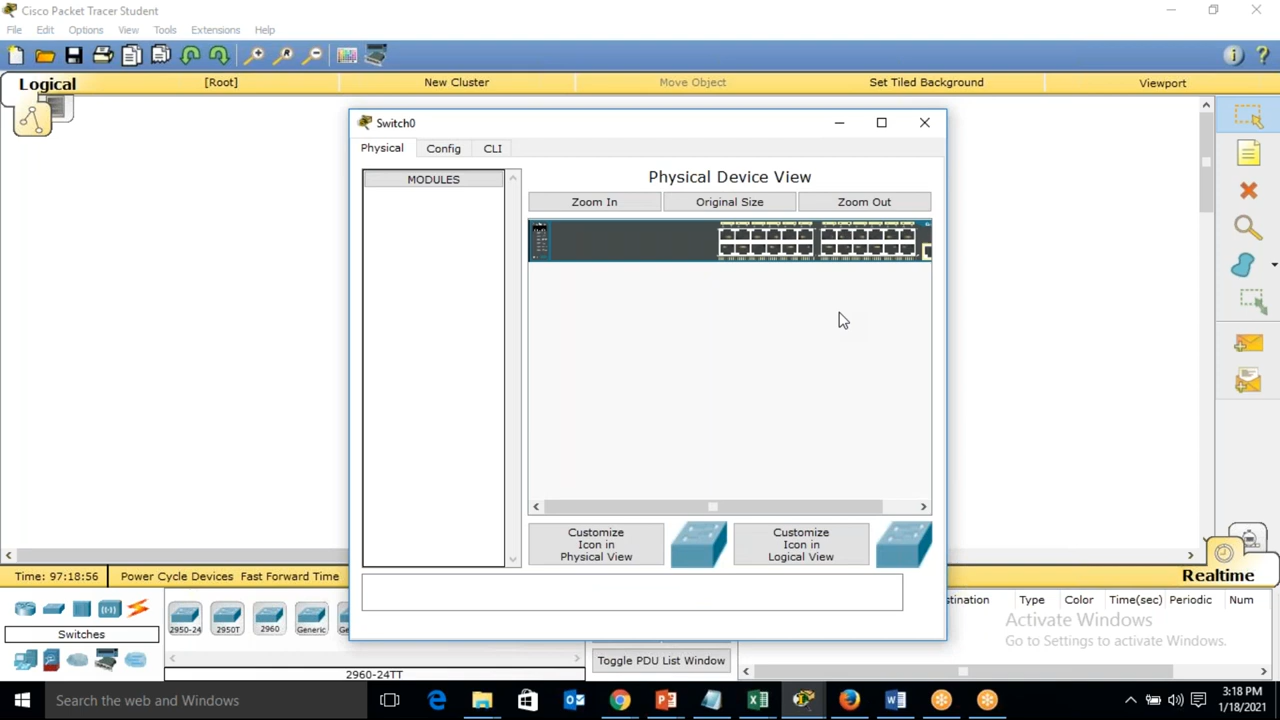 Cisco Packet Tracer Student
File Edit Options View Tools Extensions Help
Logical [Root] New Cluster Move Object Set Tiled Background Viewport
Switch0
Physical Config CLI
MODULES
Physical Device View
Zoom In Original Size Zoom Out
Customize
Icon in
Physical View
Customize
Icon in
Logical View
Time: 97:18:56 Power Cycle Devices Fast Forward Time
Realtime
Switches
2950-24 2950T 2960 Generic
2960-24TT
Toggle PDU List Window
stination Type Color Time(sec) Periodic Num
Activate Windows
Go to Settings to activate Windows.
Search the web and Windows
3:18 PM
1/18/2021